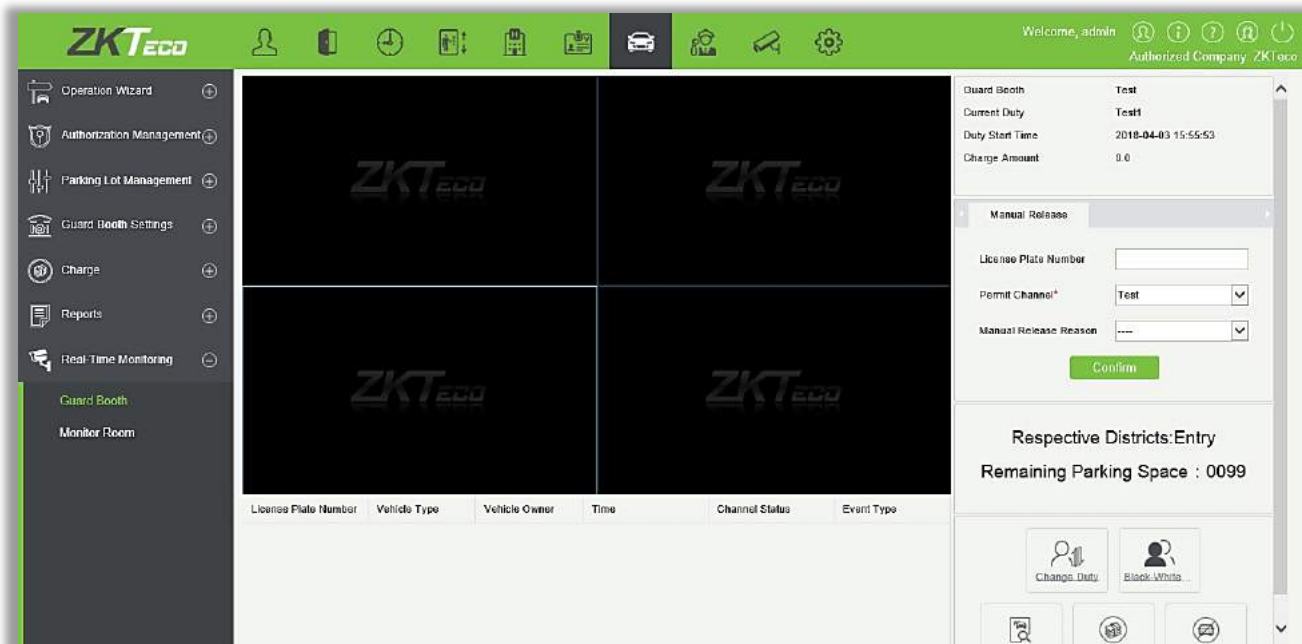 ZKTECO
Welcome, admin
Authorized Company ZKTeco
Operation Wizard
Authorization Management
Parking Lot Management
Guard Booth Settings
Charge
Reports
Real-Time Monitoring
Guard Booth
Monitor Room
ZKTECO
ZKTECO
ZKTECO
ZKTECO
License Plate Number Vehicle Type Vehicle Owner Time Channel Status Event Type
Guard Booth Test
Current Duty Test1
Duty Start Time 2018-04-03 15:55:53
Charge Amount 0.0
Manual Release
License Plate Number
Permit Channel* Test
Manual Release Reason ----
Confirm
Respective Districts:Entry
Remaining Parking Space : 0099
Change Duty Black-White...